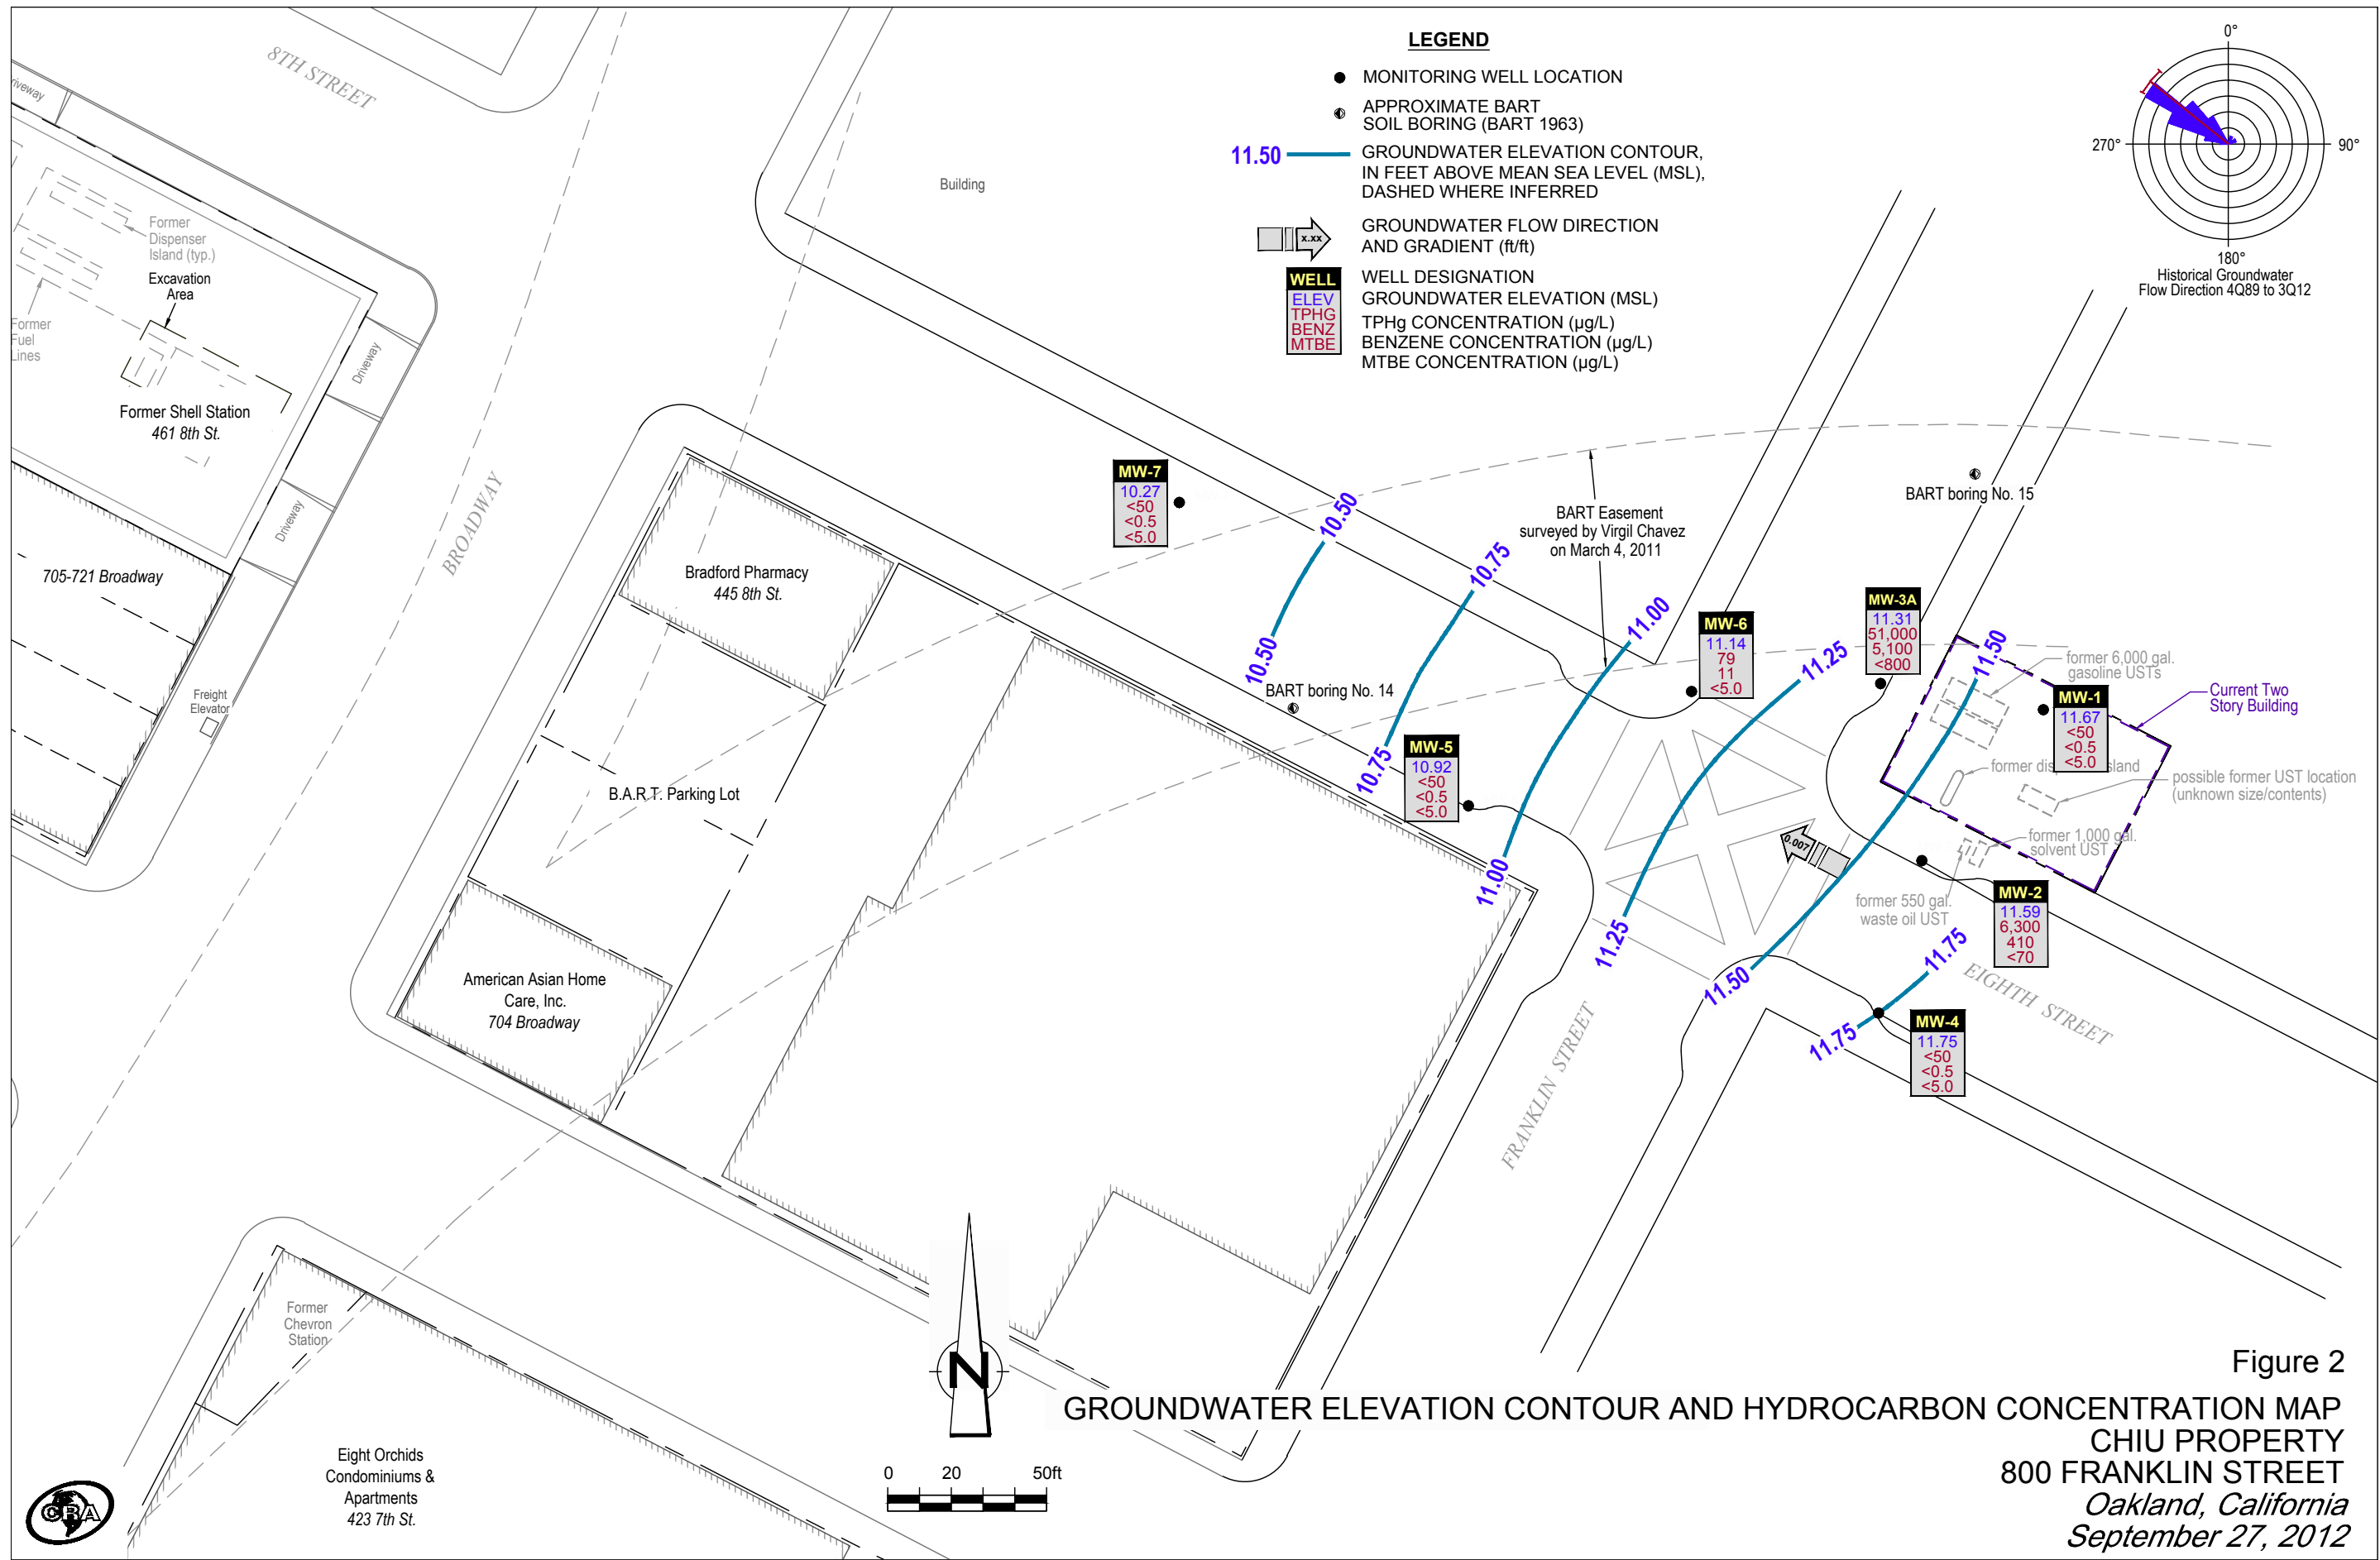 8TH STREET
riveway
Former
Dispenser
Island (typ.)
Excavation
Area
Former
Fuel
Lines
Driveway
Former Shell Station
461 8th St.
Driveway
705-721 Broadway
Freight
Elevator
BROADWAY
Building
LEGEND
MONITORING WELL LOCATION
APPROXIMATE BART
SOIL BORING (BART 1963)
11.50
GROUNDWATER ELEVATION CONTOUR,
IN FEET ABOVE MEAN SEA LEVEL (MSL),
DASHED WHERE INFERRED
x.xx
GROUNDWATER FLOW DIRECTION
AND GRADIENT (ft/ft)
WELL
WELL DESIGNATION
ELEV
GROUNDWATER ELEVATION (MSL)
TPHG
TPHg CONCENTRATION (µg/L)
BENZ
BENZENE CONCENTRATION (µg/L)
MTBE
MTBE CONCENTRATION (µg/L)
0°
270°
90°
180°
Historical Groundwater
Flow Direction 4Q89 to 3Q12
MW-7
10.27
<50
<0.5
<5.0
10.50
10.50
10.75
10.75
11.00
11.00
11.25
11.25
11.50
11.50
11.75
11.75
BART Easement
surveyed by Virgil Chavez
on March 4, 2011
BART boring No. 15
BART boring No. 14
Bradford Pharmacy
445 8th St.
B.A.R.T. Parking Lot
American Asian Home
Care, Inc.
704 Broadway
MW-5
10.92
<50
<0.5
<5.0
MW-6
11.14
79
11
<5.0
MW-3A
11.31
51,000
5,100
<800
former 6,000 gal.
gasoline USTs
Current Two
Story Building
MW-1
11.67
<50
<0.5
<5.0
former dis sland
possible former UST location
(unknown size/contents)
former 1,000 gal.
solvent UST
former 550 gal.
waste oil UST
0.007
MW-2
11.59
6,300
410
<70
MW-4
11.75
<50
<0.5
<5.0
EIGHTH STREET
FRANKLIN STREET
Former
Chevron
Station
Eight Orchids
Condominiums &
Apartments
423 7th St.
CRA
N
0 20 50ft
Figure 2
GROUNDWATER ELEVATION CONTOUR AND HYDROCARBON CONCENTRATION MAP
CHIU PROPERTY
800 FRANKLIN STREET
Oakland, California
September 27, 2012